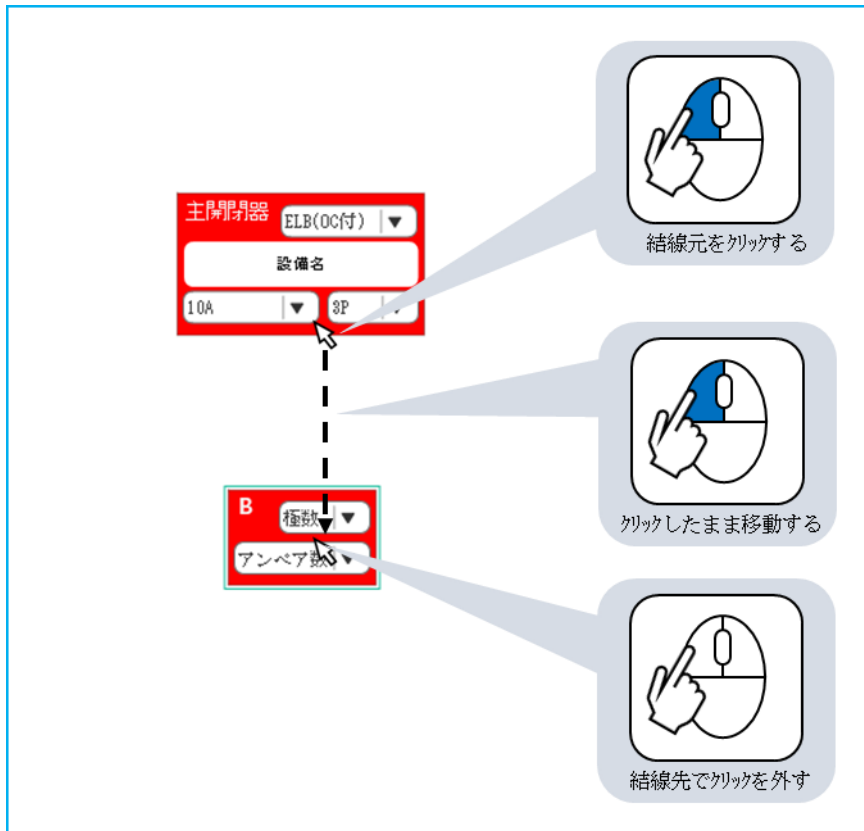 主開閉器
ELB(OC付)
設備名
10A
3P
B
極数
アンペア数
結線元をｸﾘｯｸする
ｸﾘｯｸしたまま移動する
結線先でｸﾘｯｸを外す